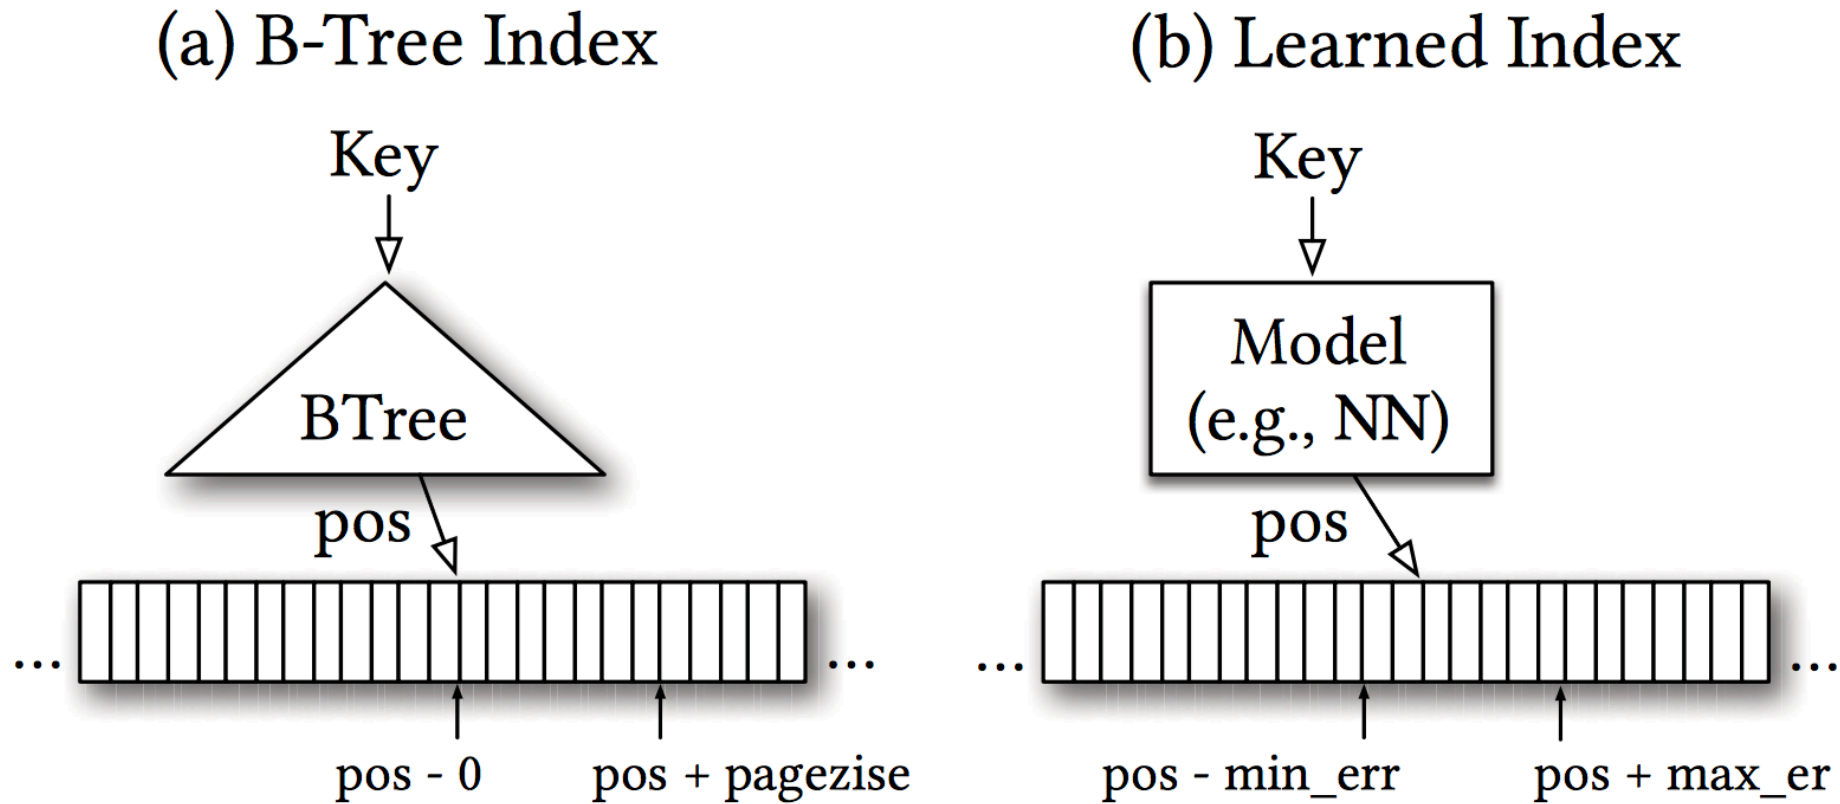 (a) B-Tree Index
Key
BTree
pos
...
...
pos - 0
pos + pagezise
(b) Learned Index
Key
Model
(e.g., NN)
pos
...
...
pos - min_err
pos + max_er